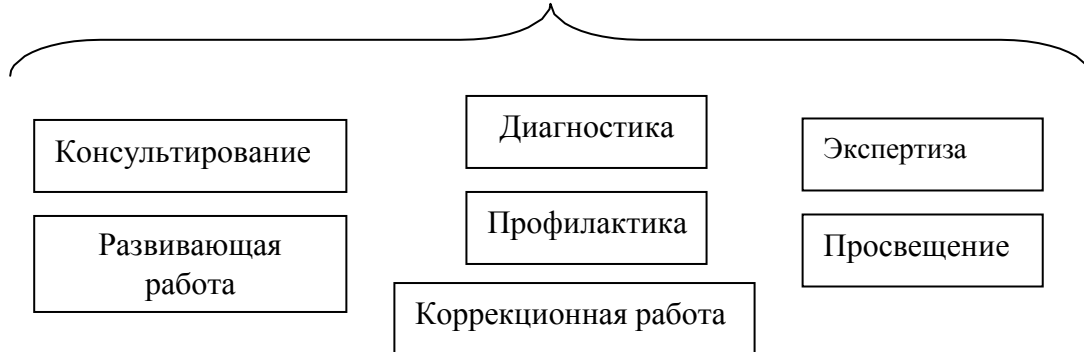 Консультирование
Диагностика
Экспертиза
Развивающая
работа
Профилактика
Просвещение
Коррекционная работа